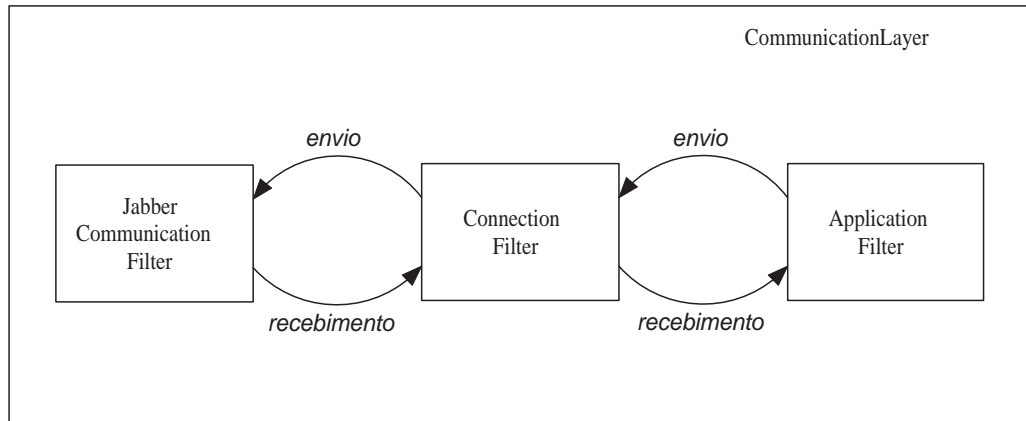 CommunicationLayer
envio
envio
Jabber
Communication
Filter
Connection
Filter
Application
Filter
recebimento
recebimento